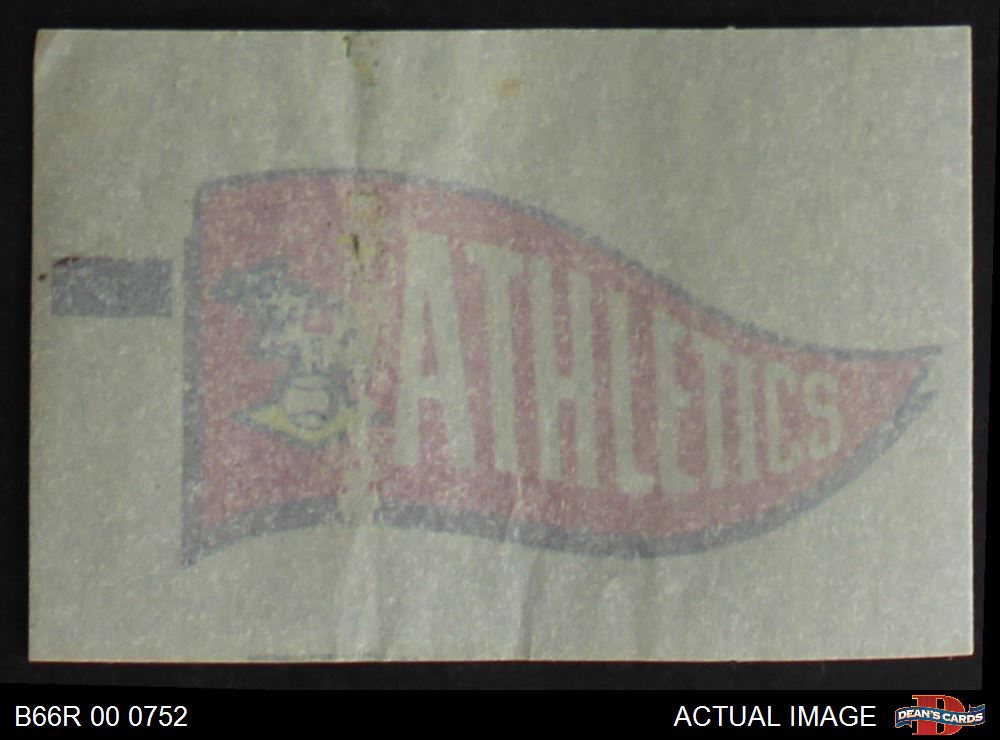 ATHLETICS
B66R 00 0752
ACTUAL IMAGE
DEAN'S CARDS